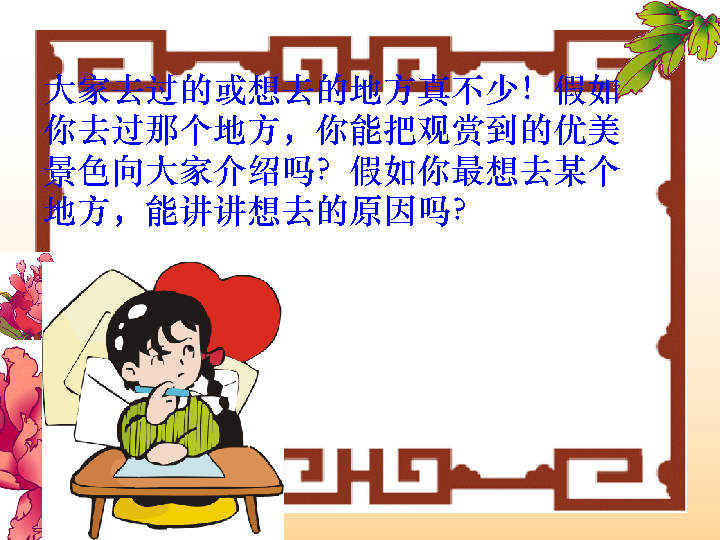 大家去过的或想去的地方真不少！假如
你去过那个地方，你能把观赏到的优美
景色向大家介绍吗？假如你最想去某个
地方，能讲讲想去的原因吗？